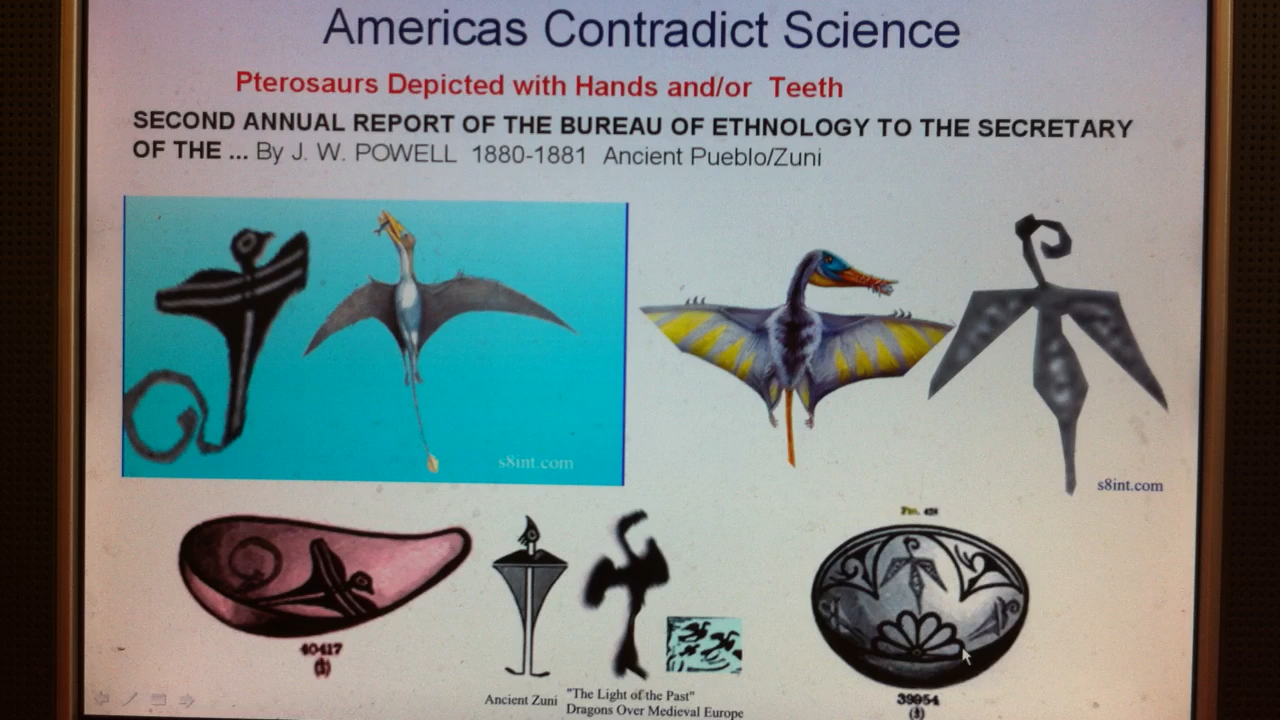 Americas Contradict Science
Pterosaurs Depicted with Hands and/or Teeth
SECOND ANNUAL REPORT OF THE BUREAU OF ETHNOLOGY TO THE SECRETARY
OF THE ... By J. W. POWELL 1880-1881 Ancient Pueblo/Zuni
s8int.com
s8int.com
40417
Ancient Zuni
"The Light of the Past"
Dragons Over Medieval Europe
39954